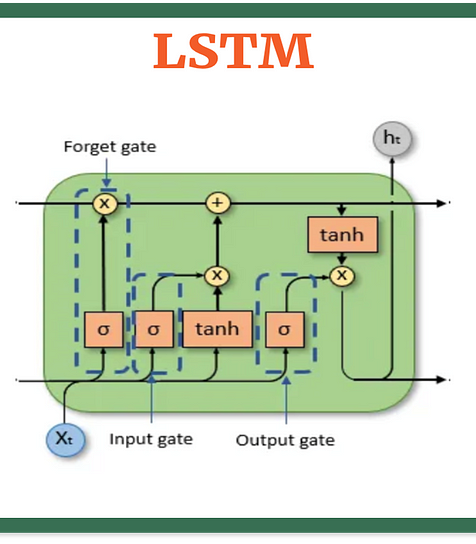 LSTM
hₜ
Forget gate
x
+
tanh
x
x
σ
σ
tanh
σ
Xₜ
Input gate
Output gate